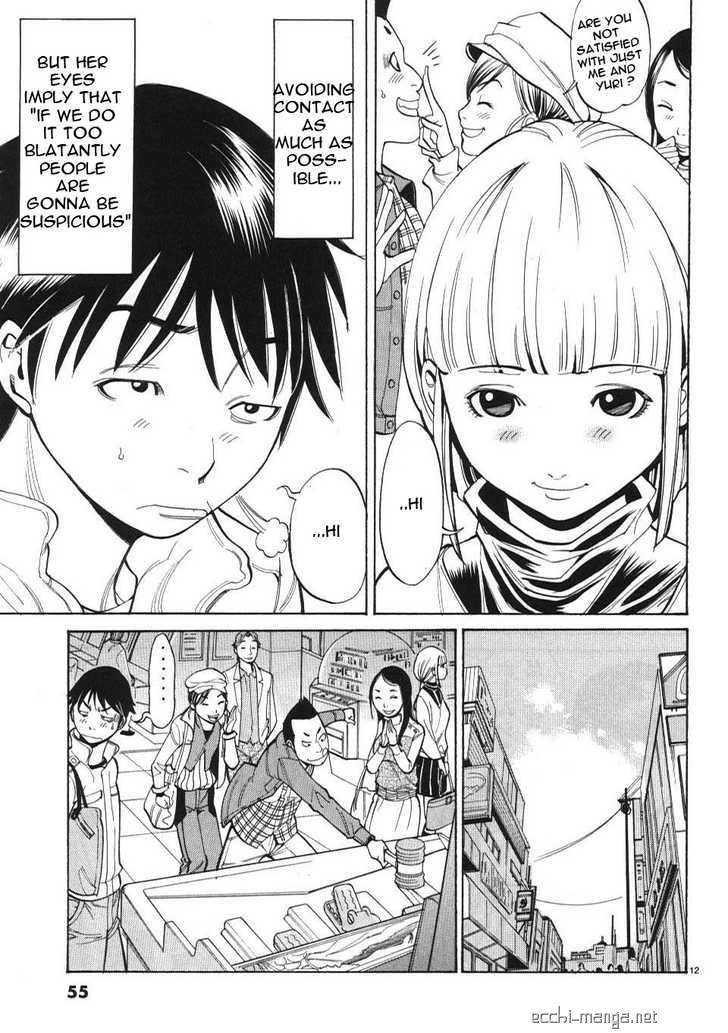 ARE YOU
NOT
SATISFIED
WITH JUST
ME AND
YURI ?
..HI
AVOIDING
CONTACT
AS
MUCH AS
POSS-
IBLE...
BUT HER
EYES
IMPLY THAT
"IF WE DO
IT TOO
BLATANTLY
PEOPLE
ARE
GONNA BE
SUSPICIOUS"
...HI
12
55
ecchi-manga.net